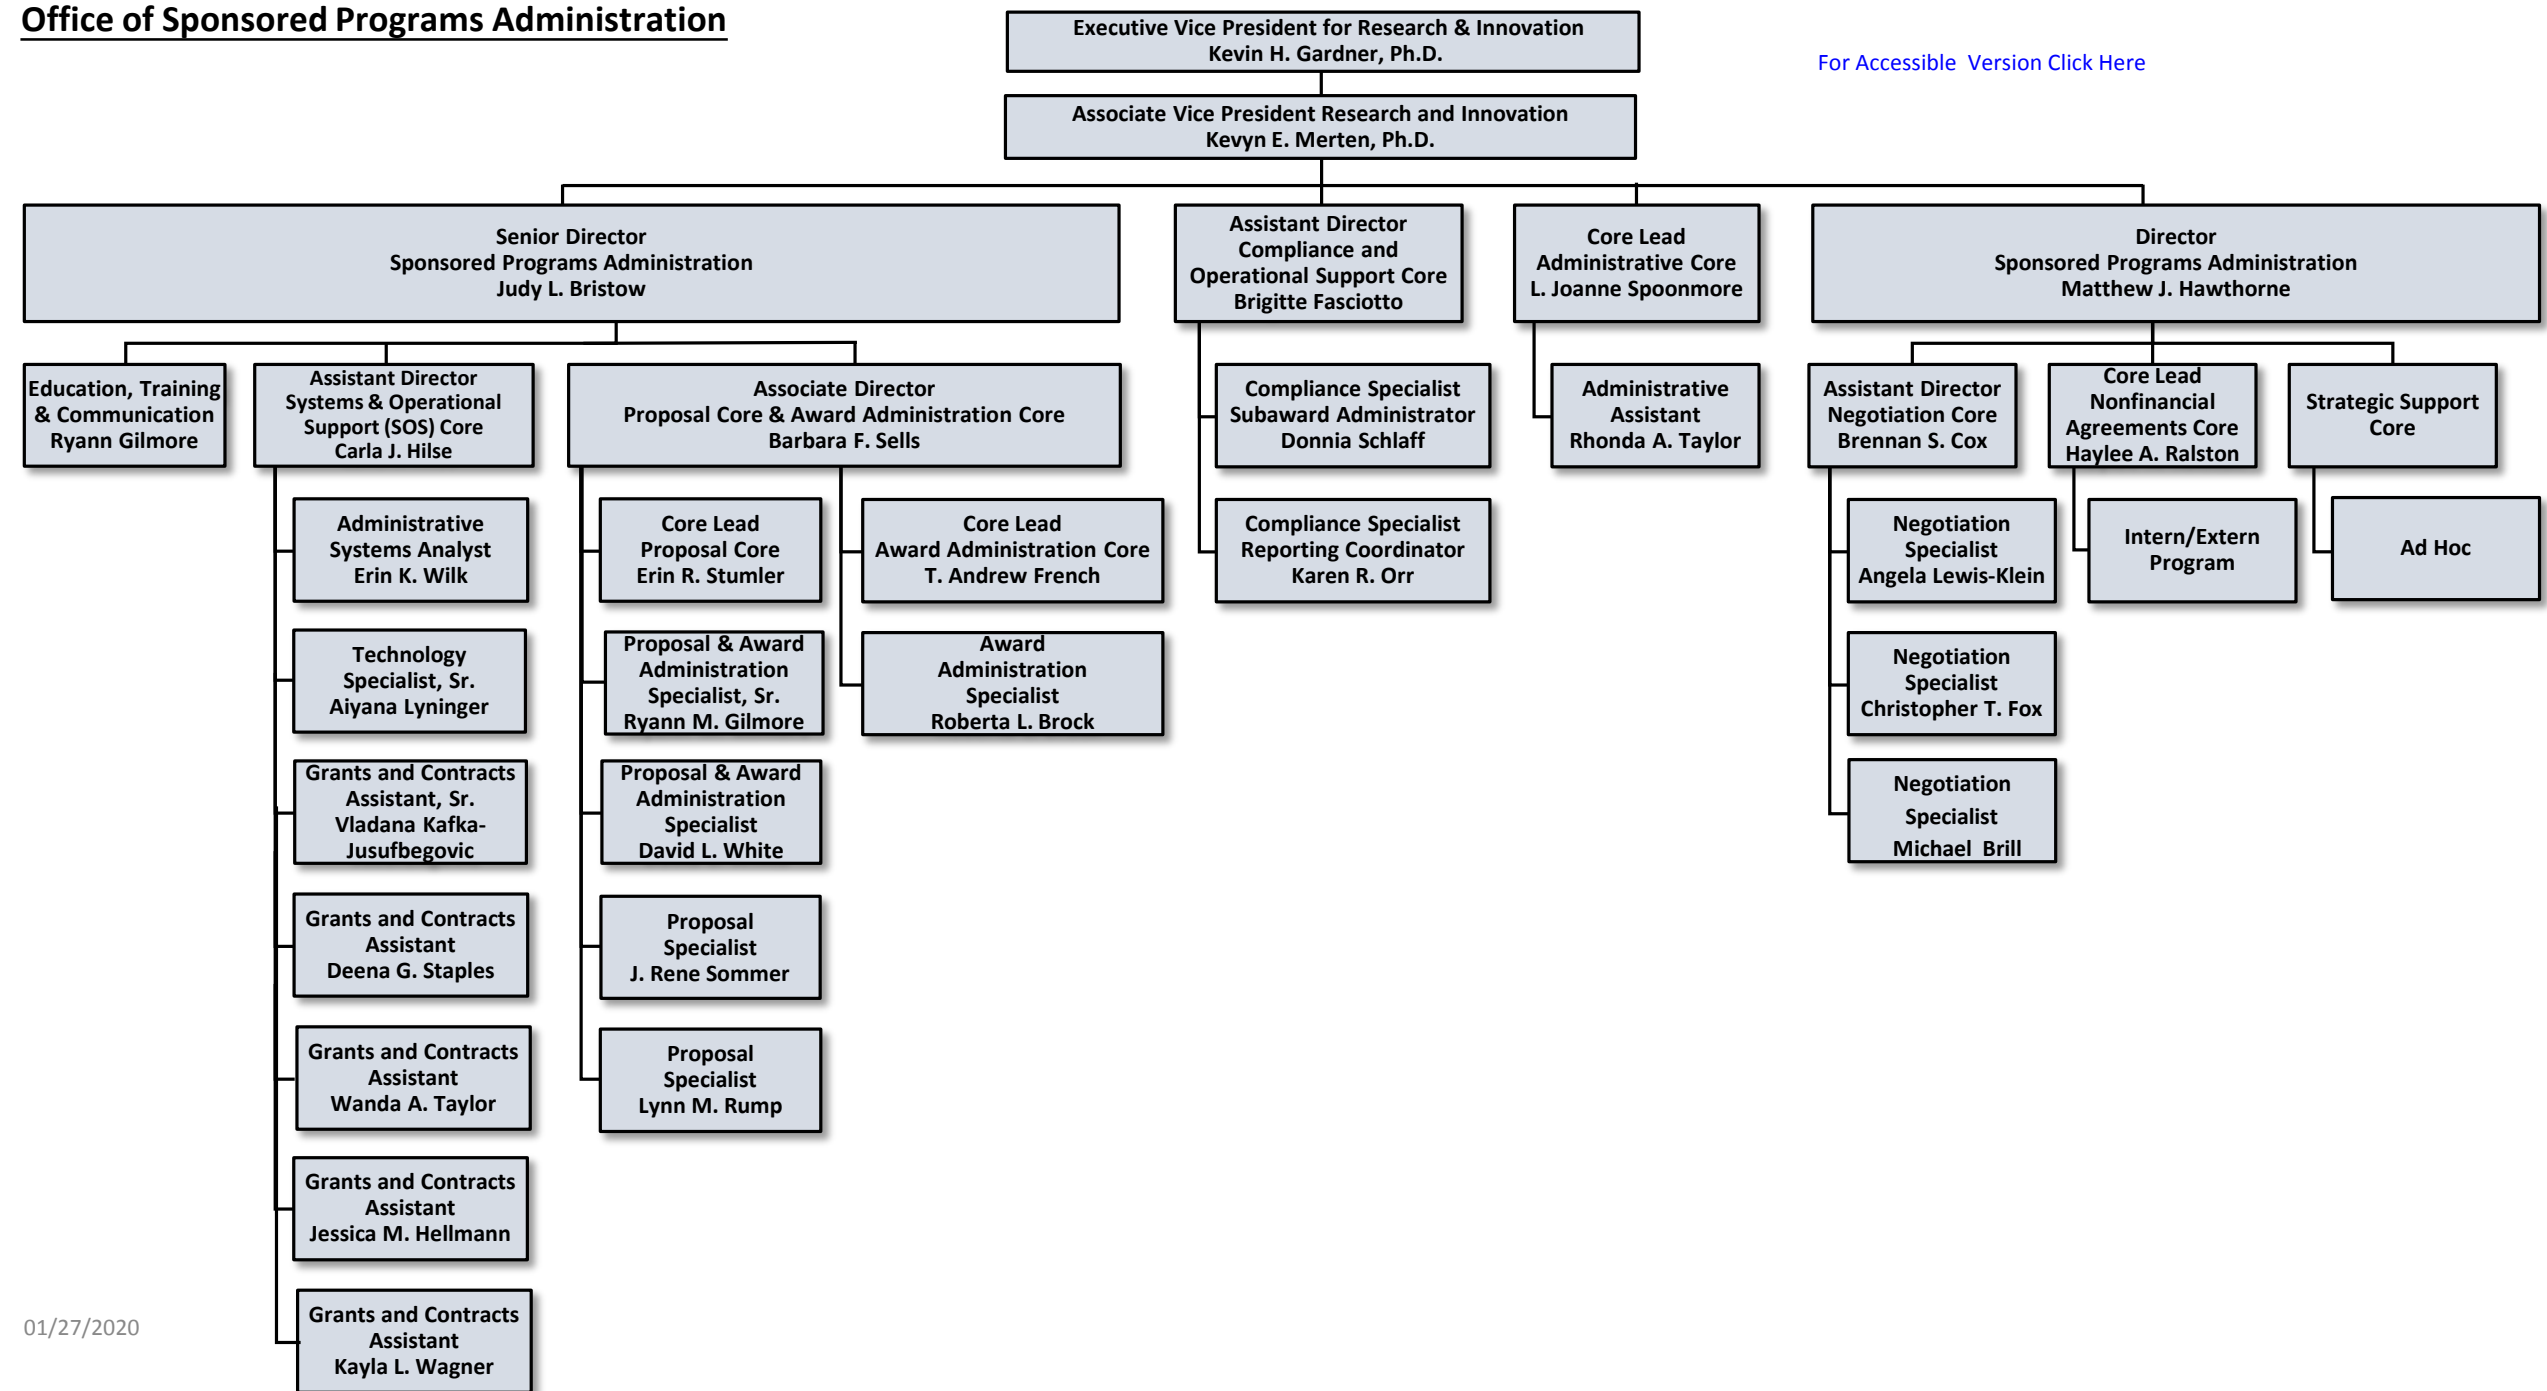 Office of Sponsored Programs Administration
Executive Vice President for Research & Innovation
Kevin H. Gardner, Ph.D.
For Accessible  Version Click Here
Associate Vice President Research and Innovation
Kevyn E. Merten, Ph.D.
Senior Director
Sponsored Programs Administration
Judy L. Bristow
Assistant Director
Compliance and
Operational Support Core
Brigitte Fasciotto
Core Lead
Administrative Core
L. Joanne Spoonmore
Director
Sponsored Programs Administration
Matthew J. Hawthorne
Education, Training
& Communication
Ryann Gilmore
Assistant Director
Systems & Operational
Support (SOS) Core
Carla J. Hilse
Associate Director
Proposal Core & Award Administration Core
Barbara F. Sells
Compliance Specialist
Subaward Administrator
Donnia Schlaff
Administrative
Assistant
Rhonda A. Taylor
Assistant Director
Negotiation Core
Brennan S. Cox
Core Lead
Nonfinancial
Agreements Core
Haylee A. Ralston
Strategic Support
Core
Administrative
Systems Analyst
Erin K. Wilk
Core Lead
Proposal Core
Erin R. Stumler
Core Lead
Award Administration Core
T. Andrew French
Compliance Specialist
Reporting Coordinator
Karen R. Orr
Negotiation
Specialist
Angela Lewis-Klein
Intern/Extern
Program
Ad Hoc
Technology
Specialist, Sr.
Aiyana Lyninger
Proposal & Award
Administration
Specialist, Sr.
Ryann M. Gilmore
Award
Administration
Specialist
Roberta L. Brock
Negotiation
Specialist
Christopher T. Fox
Grants and Contracts
Assistant, Sr.
Vladana Kafka-
Jusufbegovic
Proposal & Award
Administration
Specialist
David L. White
Negotiation
Specialist
Michael  Brill
Grants and Contracts
Assistant
Deena G. Staples
Proposal
Specialist
J. Rene Sommer
Grants and Contracts
Assistant
Wanda A. Taylor
Proposal
Specialist
Lynn M. Rump
Grants and Contracts
Assistant
Jessica M. Hellmann
Grants and Contracts
Assistant
Kayla L. Wagner
01/27/2020